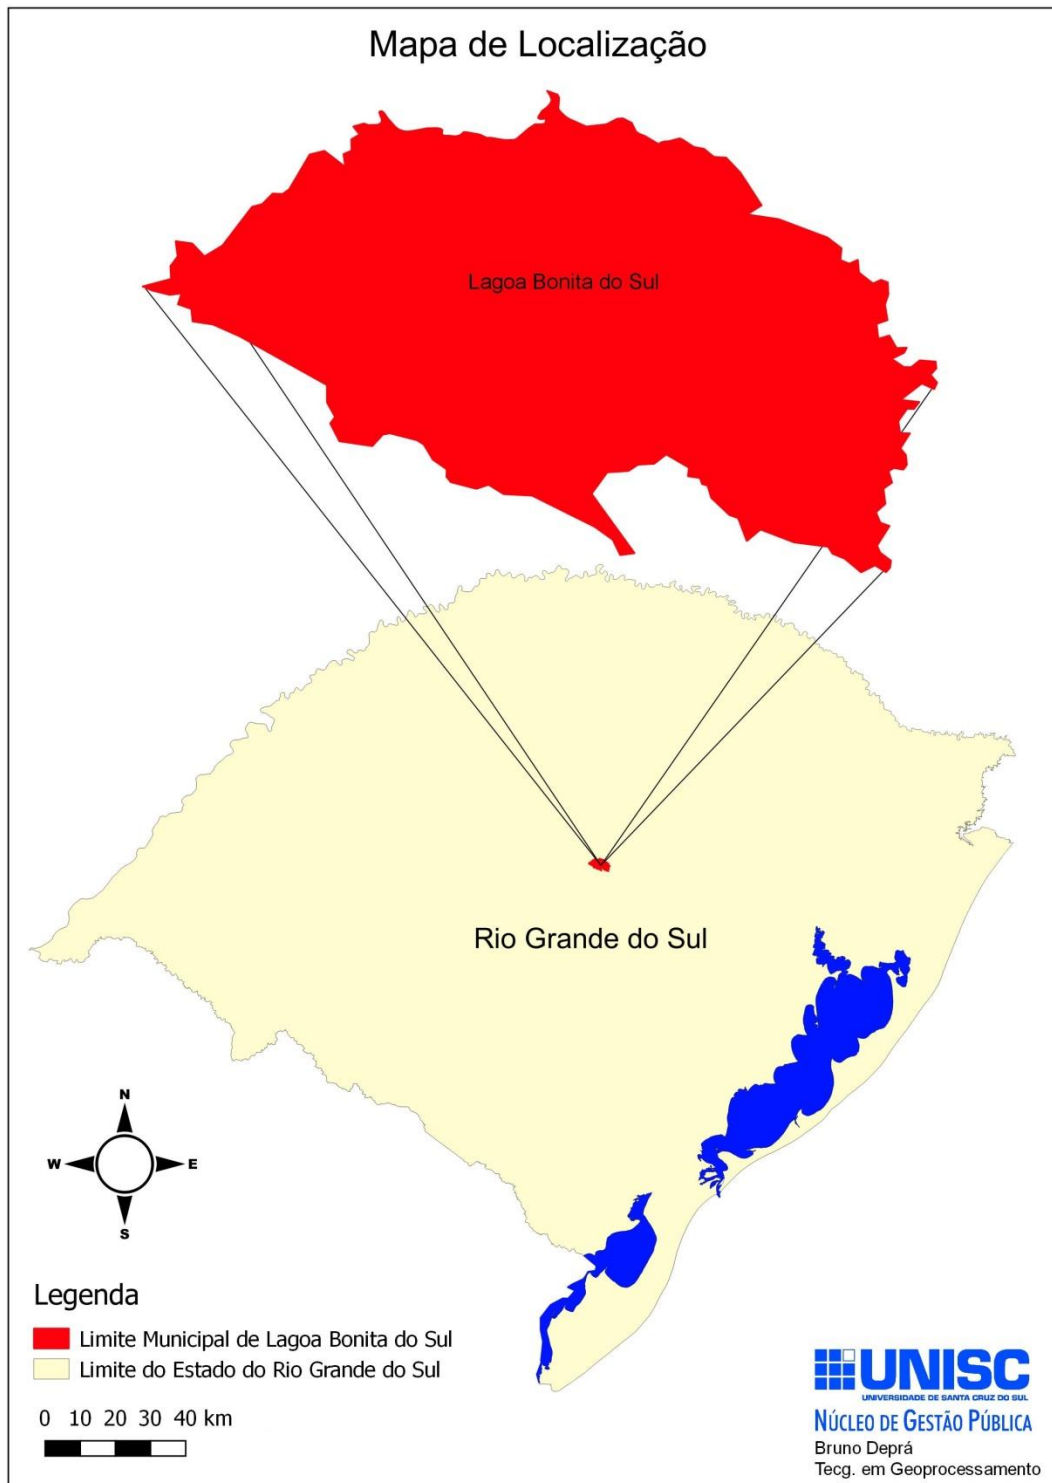 Mapa de Localização
Lagoa Bonita do Sul
Rio Grande do Sul
N
W E
S
Legenda
Limite Municipal de Lagoa Bonita do Sul
Limite do Estado do Rio Grande do Sul
0 10 20 30 40 km
UNISC
UNIVERSIDADE DE SANTA CRUZ DO SUL
NÚCLEO DE GESTÃO PÚBLICA
Bruno Deprá
Tecg. em Geoprocessamento